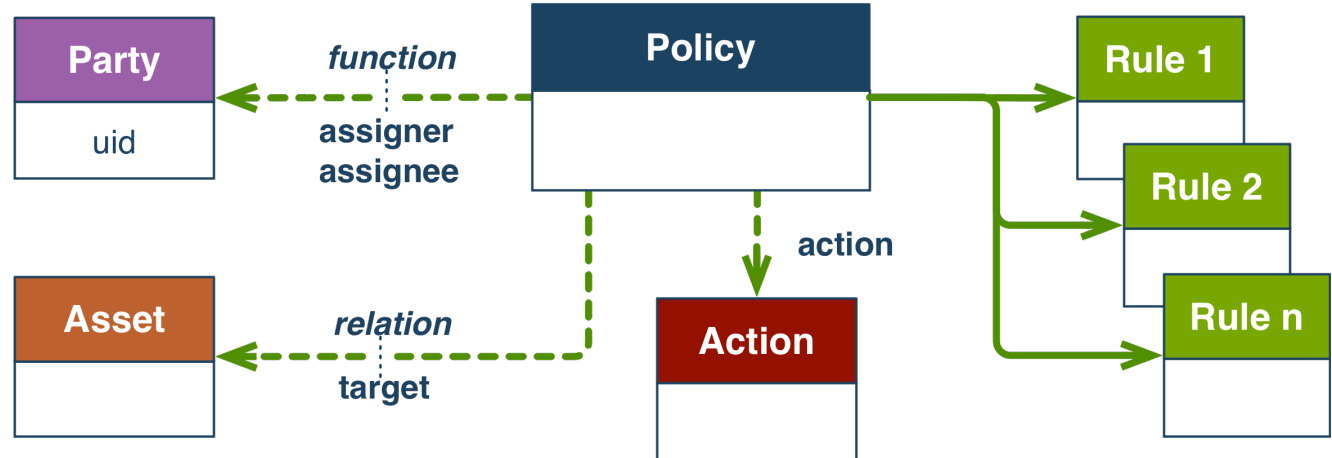 Party
uid
function
assigner
assignee
Policy
Rule 1
Rule 2
Rule n
action
Asset
relation
target
Action